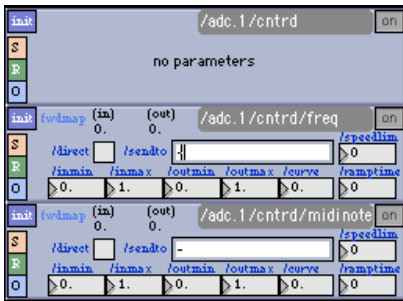 init /adc.1/cntrd on
S
R no parameters
O
init fwdmap (in) (out) /adc.1/cntrd/freq on
0. 0.
/speedlim
S /direct /sendto - 0
R /inmin /inmax /outmin /outmax /curve /ramptime
O 0. 1. 0. 1. 0. 0
init fwdmap (in) (out) /adc.1/cntrd/midinote on
0. 0.
/speedlim
S /direct /sendto - 0
R /inmin /inmax /outmin /outmax /curve /ramptime
O 0. 1. 0. 1. 0. 0